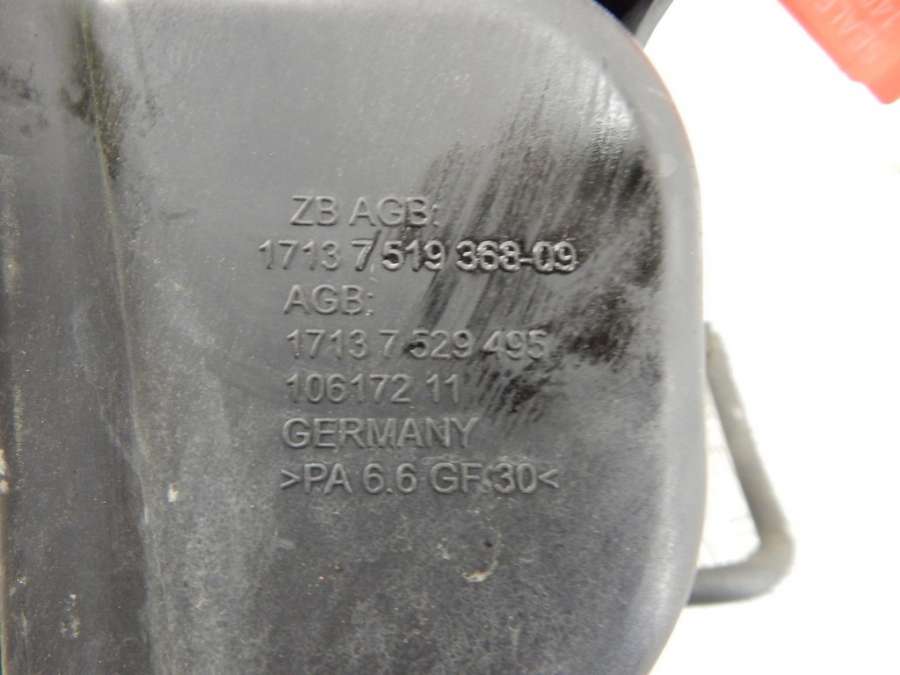 ZB AGB:
1713 7 519 368-09
AGB:
1713 7 529 495
106172 11
GERMANY
>PA 6.6 GF 30<